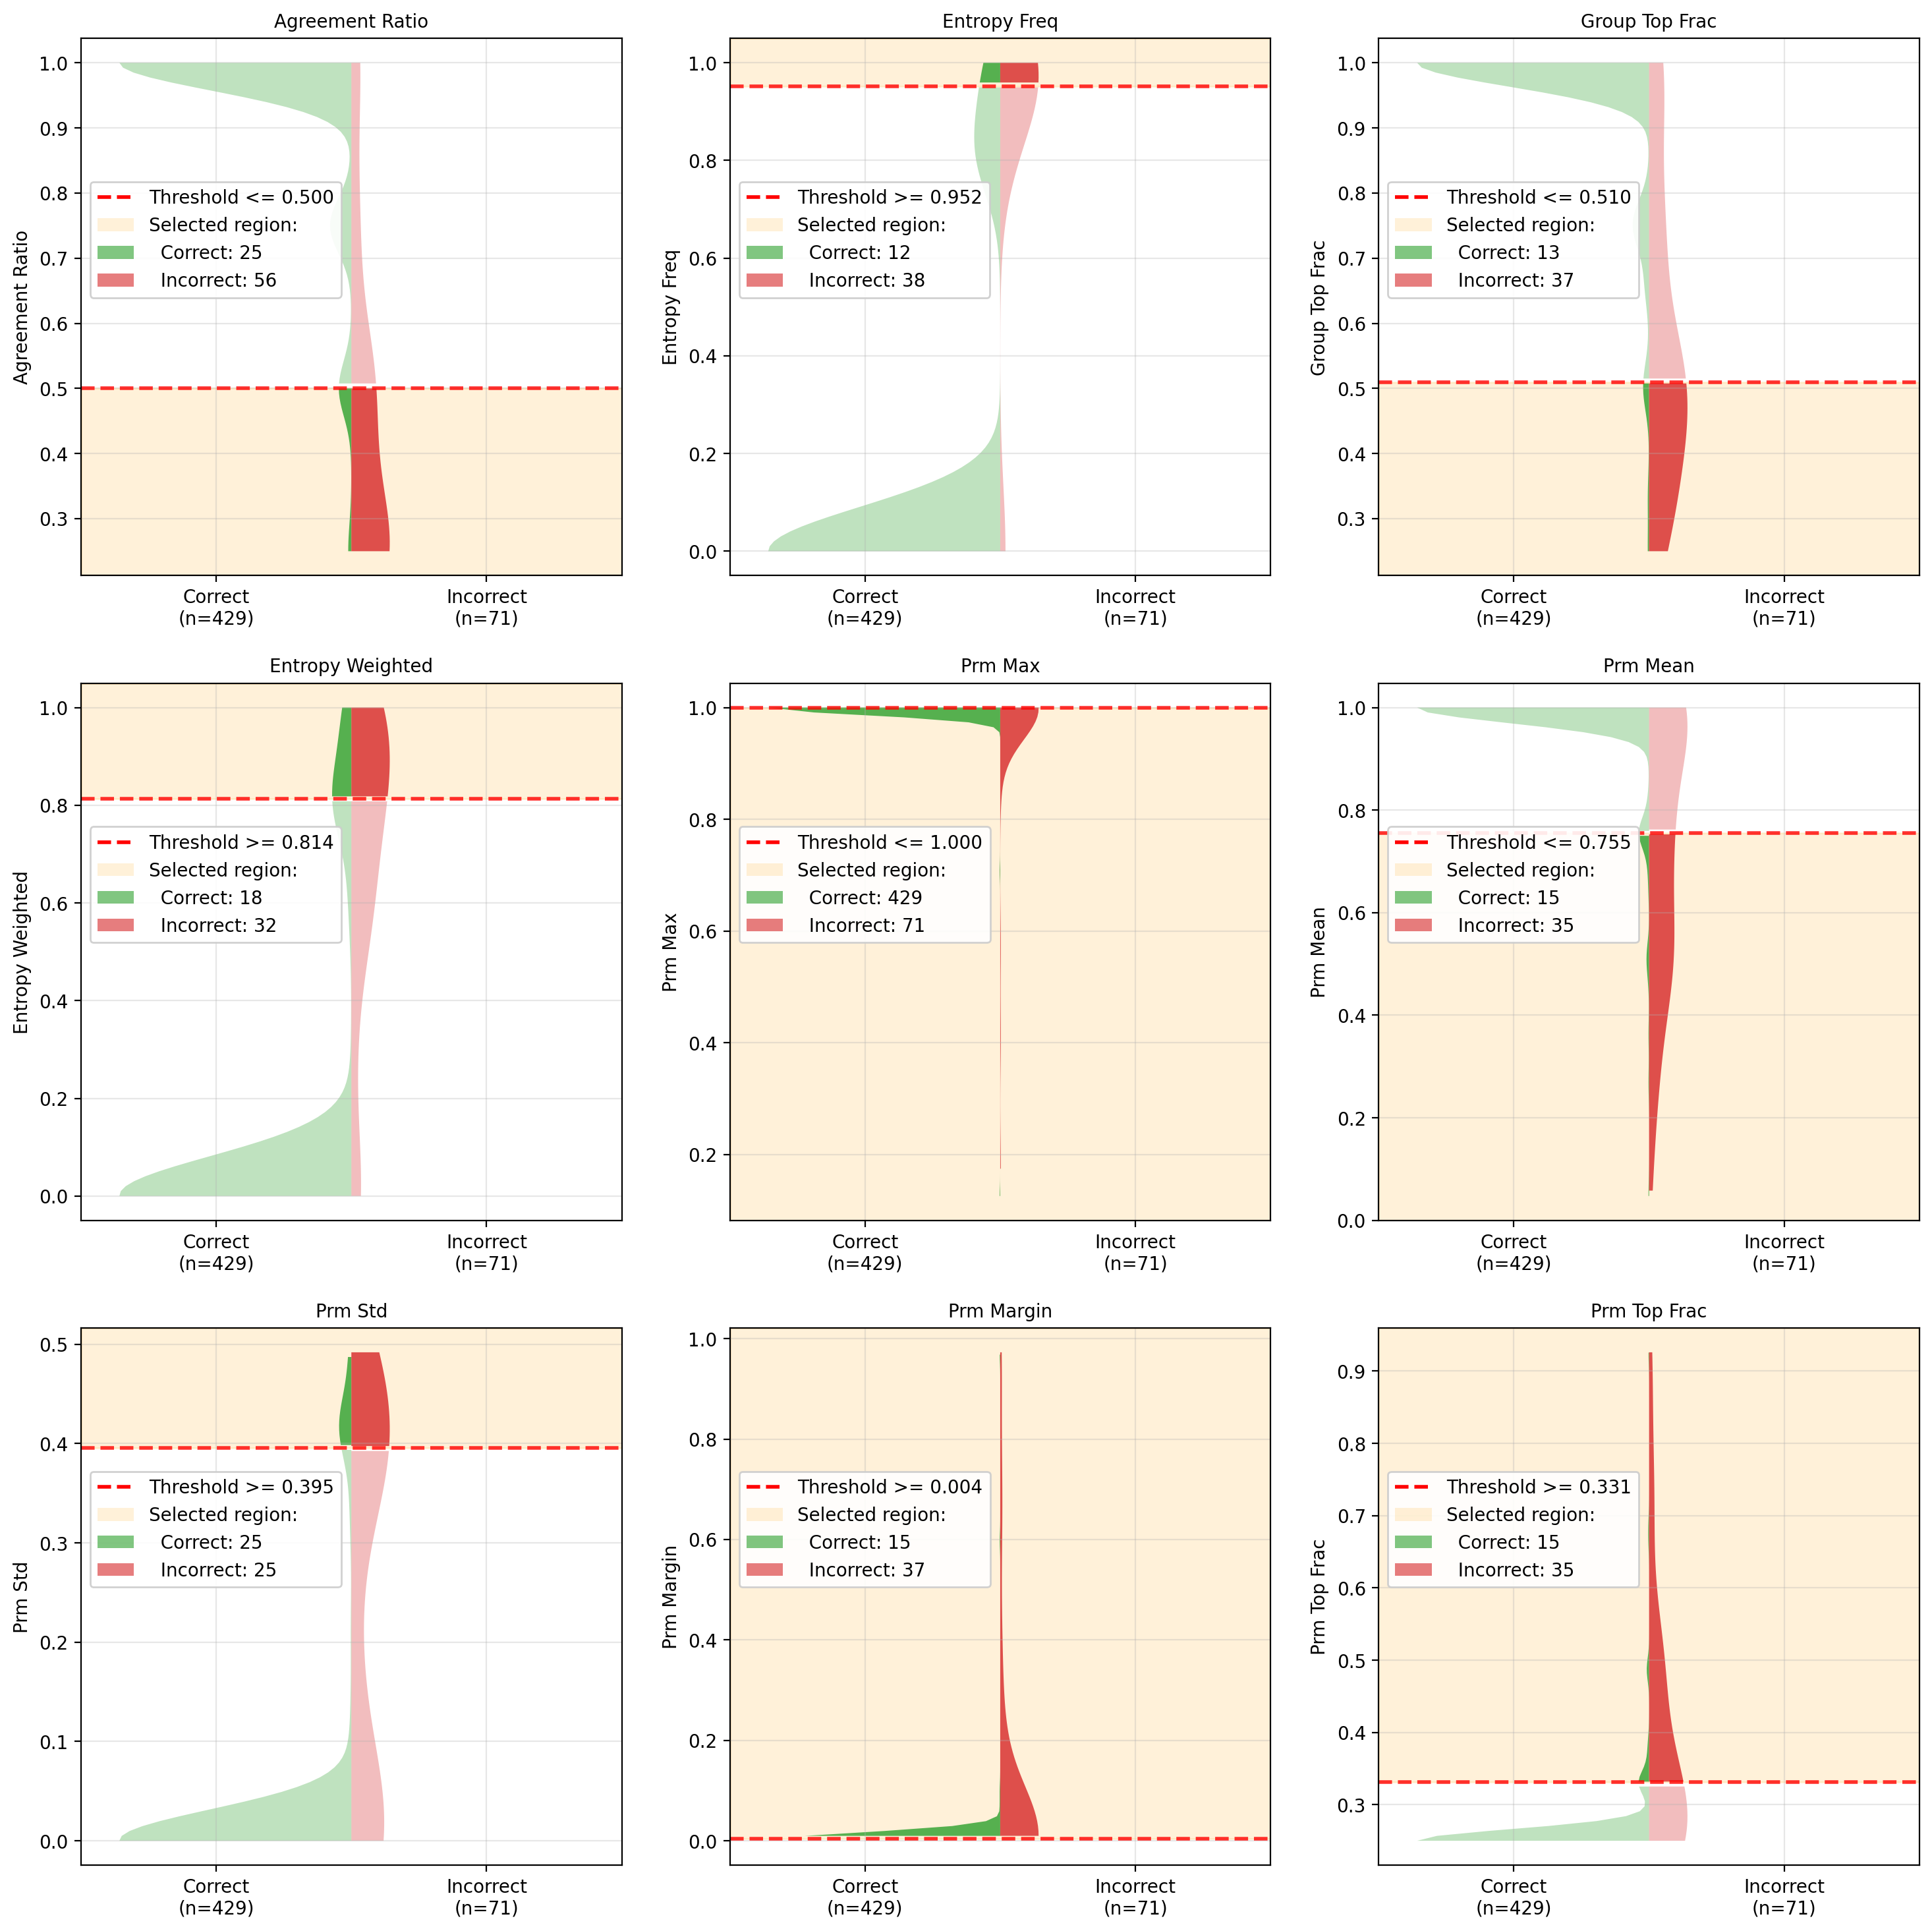 Agreement Ratio
Agreement Ratio
1.0
0.9
0.8
0.7
0.6
0.5
0.4
0.3
Threshold <= 0.500
Selected region:
Correct: 25
Incorrect: 56
Correct
(n=429)
Incorrect
(n=71)
Entropy Freq
Entropy Freq
1.0
0.8
0.6
0.4
0.2
0.0
Threshold >= 0.952
Selected region:
Correct: 12
Incorrect: 38
Correct
(n=429)
Incorrect
(n=71)
Group Top Frac
Group Top Frac
1.0
0.9
0.8
0.7
0.6
0.5
0.4
0.3
Threshold <= 0.510
Selected region:
Correct: 13
Incorrect: 37
Correct
(n=429)
Incorrect
(n=71)
Entropy Weighted
Entropy Weighted
1.0
0.8
0.6
0.4
0.2
0.0
Threshold >= 0.814
Selected region:
Correct: 18
Incorrect: 32
Correct
(n=429)
Incorrect
(n=71)
Prm Max
Prm Max
1.0
0.8
0.6
0.4
0.2
Threshold <= 1.000
Selected region:
Correct: 429
Incorrect: 71
Correct
(n=429)
Incorrect
(n=71)
Prm Mean
Prm Mean
1.0
0.8
0.6
0.4
0.2
0.0
Threshold <= 0.755
Selected region:
Correct: 15
Incorrect: 35
Correct
(n=429)
Incorrect
(n=71)
Prm Std
Prm Std
0.5
0.4
0.3
0.2
0.1
0.0
Threshold >= 0.395
Selected region:
Correct: 25
Incorrect: 25
Correct
(n=429)
Incorrect
(n=71)
Prm Margin
Prm Margin
1.0
0.8
0.6
0.4
0.2
0.0
Threshold >= 0.004
Selected region:
Correct: 15
Incorrect: 37
Correct
(n=429)
Incorrect
(n=71)
Prm Top Frac
Prm Top Frac
0.9
0.8
0.7
0.6
0.5
0.4
0.3
Threshold >= 0.331
Selected region:
Correct: 15
Incorrect: 35
Correct
(n=429)
Incorrect
(n=71)